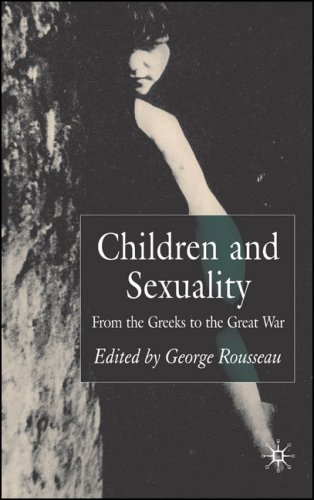 Children and
Sexuality
From the Greeks to the Great War
Edited by George Rousseau